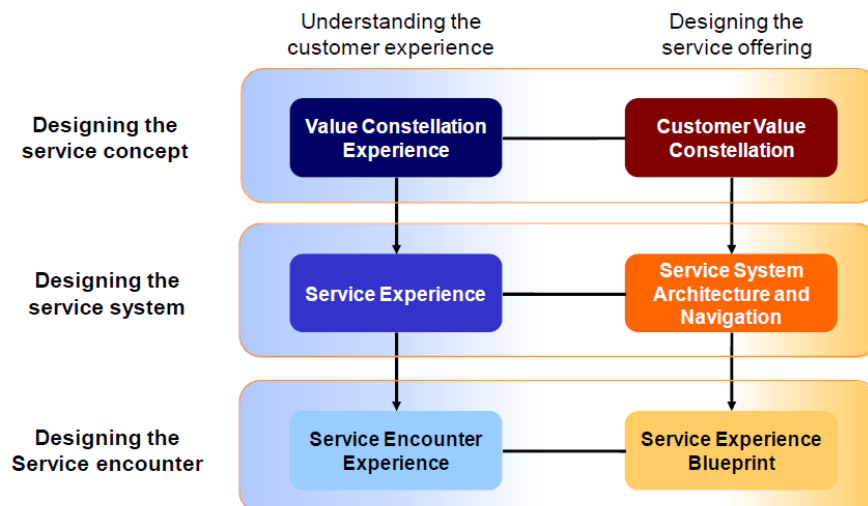 Understanding the
customer experience
Designing the
service offering
Designing the
service concept
Value Constellation
Experience
Customer Value
Constellation
Designing the
service system
Service Experience
Service System
Architecture and
Navigation
Designing the
Service encounter
Service Encounter
Experience
Service Experience
Blueprint